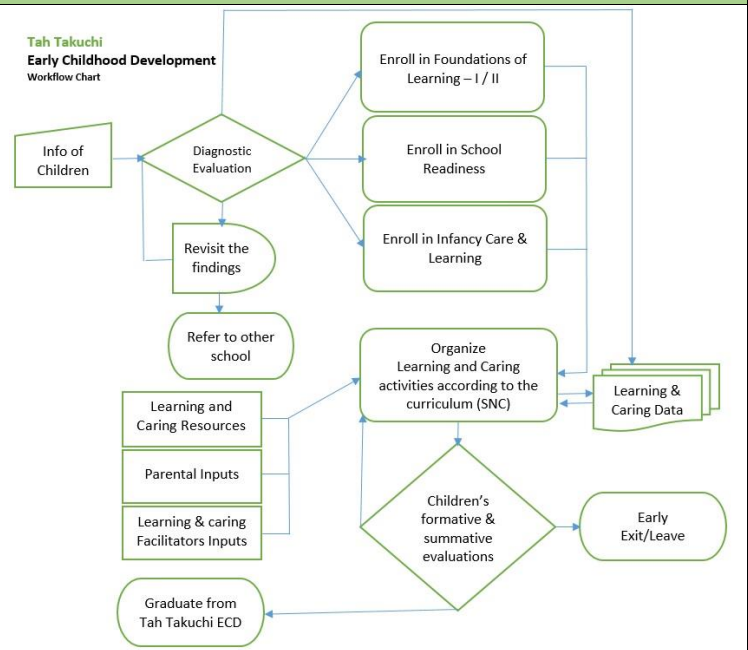 Tah Takuchi
Early Childhood Development
Workflow Chart
Info of
Children
Diagnostic
Evaluation
Enroll in Foundations of
Learning – I / II
Enroll in School
Readiness
Enroll in Infancy Care &
Learning
Revisit the
findings
Refer to other
school
Organize
Learning and Caring
activities according to the
curriculum (SNC)
Learning &
Caring Data
Learning and
Caring Resources
Parental Inputs
Learning & caring
Facilitators Inputs
Children's
formative &
summative
evaluations
Early
Exit/Leave
Graduate from
Tah Takuchi ECD